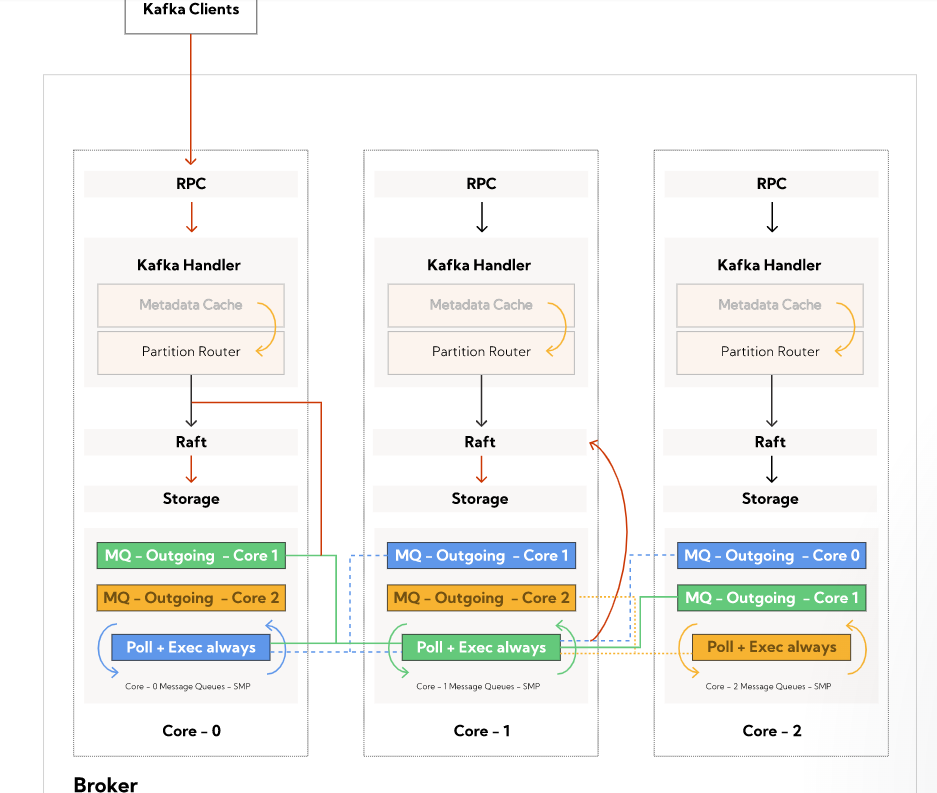 Kafka Clients
RPC
Kafka Handler
Metadata Cache
Partition Router
Raft
Storage
MQ – Outgoing – Core 1
MQ – Outgoing – Core 2
Poll + Exec always
Core – 0 Message Queues – SMP
Core – 0
RPC
Kafka Handler
Metadata Cache
Partition Router
Raft
Storage
MQ – Outgoing – Core 1
MQ – Outgoing – Core 2
Poll + Exec always
Core – 1 Message Queues – SMP
Core – 1
RPC
Kafka Handler
Metadata Cache
Partition Router
Raft
Storage
MQ – Outgoing – Core 0
MQ – Outgoing – Core 1
Poll + Exec always
Core – 2 Message Queues – SMP
Core – 2
Broker